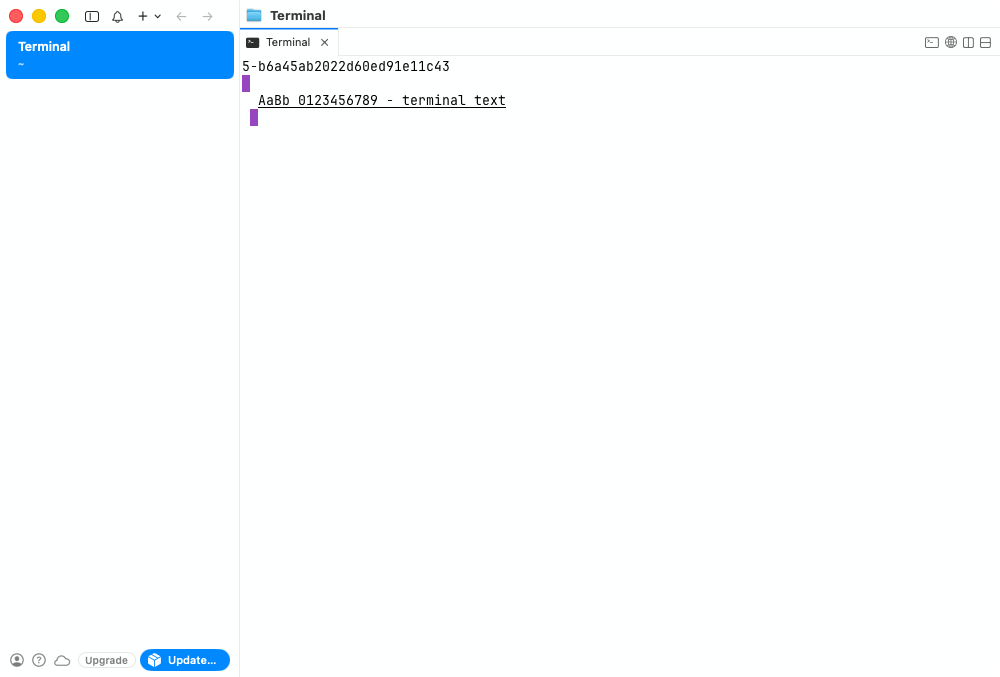 Terminal
Terminal
~
Terminal
5-b6a45ab2022d60ed91e11c43
AaBb 0123456789 - terminal text
Upgrade
Update...